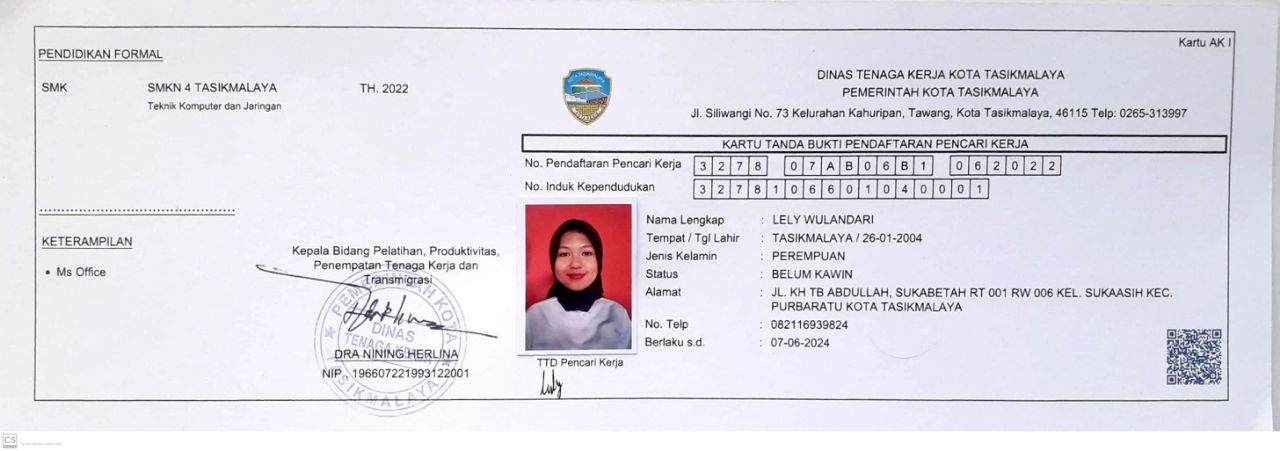 PENDIDIKAN FORMAL
SMK SMKN 4 TASIKMALAYA TH. 2022
Teknik Komputer dan Jaringan
KETERAMPILAN
• Ms Office
Kepala Bidang Pelatihan, Produktivitas,
Penempatan Tenaga Kerja dan
Transmigrasi
PEMERINTAH KOTA
DINAS
TENAGA KERJA
TASIKMALAYA
DRA NINING HERLINA
NIP. 196607221993122001
Kartu AK I
KOTA TASIKMALAYA
DINAS TENAGA KERJA KOTA TASIKMALAYA
PEMERINTAH KOTA TASIKMALAYA
Jl. Siliwangi No. 73 Kelurahan Kahuripan, Tawang, Kota Tasikmalaya, 46115 Telp: 0265-313997
KARTU TANDA BUKTI PENDAFTARAN PENCARI KERJA
No. Pendaftaran Pencari Kerja 3278 07AB06B1 062022
No. Induk Kependudukan 3278106601040001
Nama Lengkap : LELY WULANDARI
Tempat / Tgl Lahir : TASIKMALAYA / 26-01-2004
Jenis Kelamin : PEREMPUAN
Status : BELUM KAWIN
Alamat : JL. KH TB ABDULLAH, SUKABETAH RT 001 RW 006 KEL. SUKAASIH KEC.
PURBARATU KOTA TASIKMALAYA
No. Telp : 082116939824
Berlaku s.d. : 07-06-2024
TTD Pencari Kerja
CS